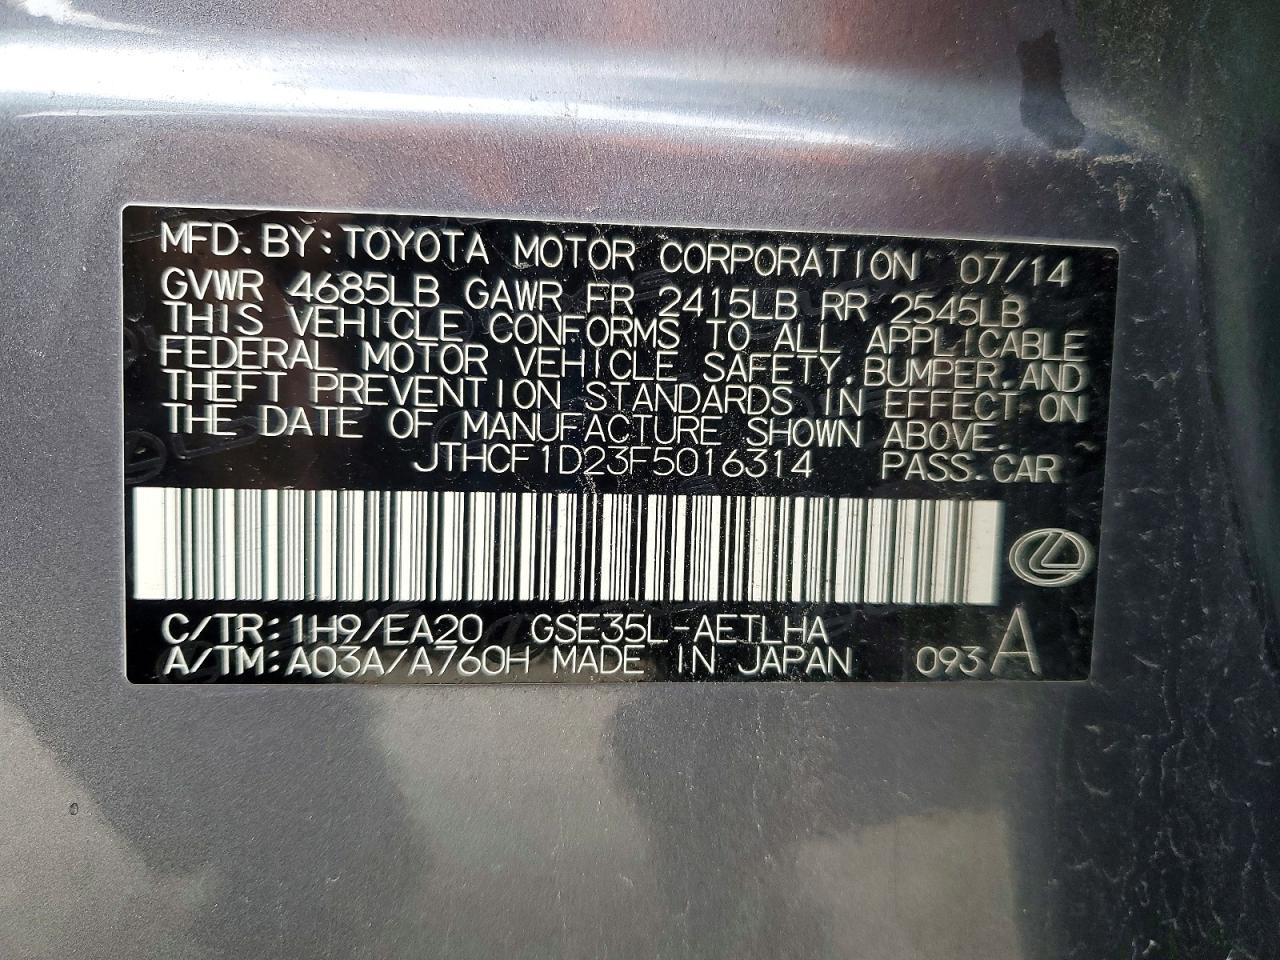 MFD. BY: TOYOTA MOTOR CORPORATION 07/14
GVWR 4685LB GAWR FR 2415LB RR 2545LB
THIS VEHICLE CONFORMS TO ALL APPLICABLE
FEDERAL MOTOR VEHICLE SAFETY, BUMPER, AND
THEFT PREVENTION STANDARDS IN EFFECT ON
THE DATE OF MANUFACTURE SHOWN ABOVE.
JTHCF1D23F5016314 PASS. CAR
C/TR: 1H9/EA20 GSE35L-AETLHA
A/TM: A03A/A760H MADE IN JAPAN 093 A